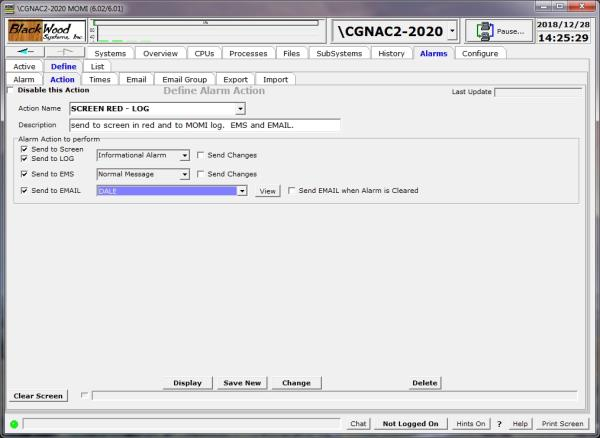 \CGNAC2-2020 MOMI (6.02/6.01)
BlackWood Systems, Inc.
\CGNAC2-2020
Pause...
2018/12/28
14:25:29
Systems Overview CPUs Processes Files SubSystems History Alarms Configure
Active Define List
Alarm Action Times Email Email Group Export Import
Disable this Action
Define Alarm Action
Last Update
Action Name SCREEN RED - LOG
Description send to screen in red and to MOMI log. EMS and EMAIL.
Alarm Action to perform
Send to Screen
Send to LOG Informational Alarm Send Changes
Send to EMS Normal Message Send Changes
Send to EMAIL DALE View Send EMAIL when Alarm is Cleared
Display Save New Change Delete
Clear Screen
Chat Not Logged On Hints On ? Help Print Screen